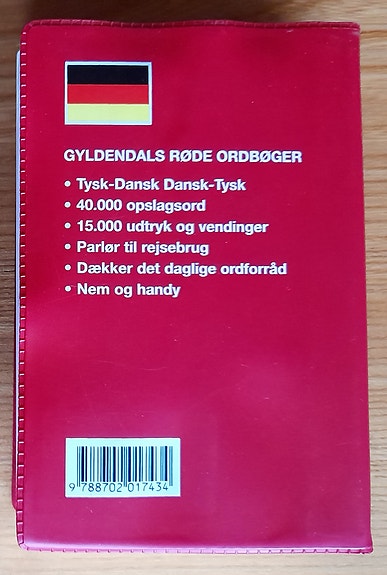 GYLDENDALS RØDE ORDBØGER
• Tysk-Dansk Dansk-Tysk
• 40.000 opslagsord
• 15.000 udtryk og vendinger
• Parlør til rejsebrug
• Dækker det daglige ordforråd
• Nem og handy
9 788702 017434